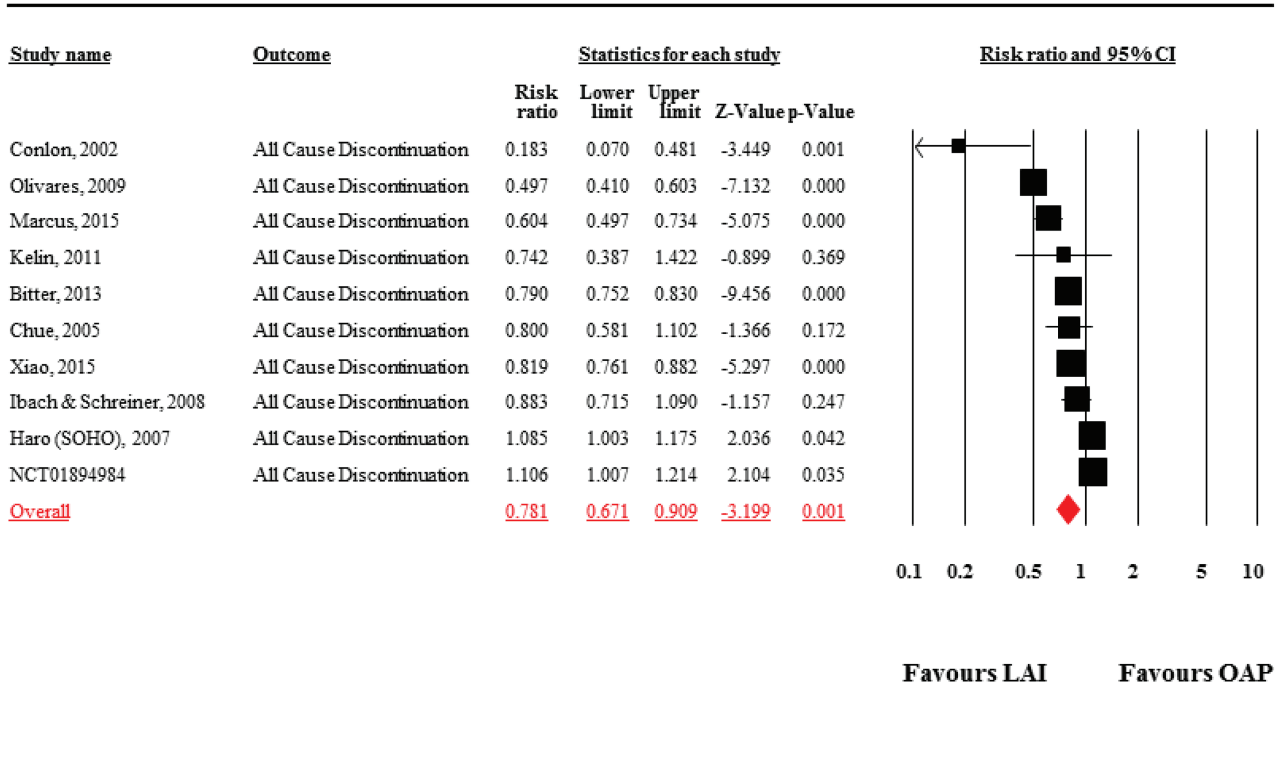 Study name Outcome Statistics for each study Risk ratio and 95% CI
Risk ratio Lower limit Upper limit Z-Value p-Value
Conlon, 2002 All Cause Discontinuation 0.183 0.070 0.481 -3.449 0.001
Olivares, 2009 All Cause Discontinuation 0.497 0.410 0.603 -7.132 0.000
Marcus, 2015 All Cause Discontinuation 0.604 0.497 0.734 -5.075 0.000
Kelin, 2011 All Cause Discontinuation 0.742 0.387 1.422 -0.899 0.369
Bitter, 2013 All Cause Discontinuation 0.790 0.752 0.830 -9.456 0.000
Chue, 2005 All Cause Discontinuation 0.800 0.581 1.102 -1.366 0.172
Xiao, 2015 All Cause Discontinuation 0.819 0.761 0.882 -5.297 0.000
Ibach & Schreiner, 2008 All Cause Discontinuation 0.883 0.715 1.090 -1.157 0.247
Haro (SOHO), 2007 All Cause Discontinuation 1.085 1.003 1.175 2.036 0.042
NCT01894984 All Cause Discontinuation 1.106 1.007 1.214 2.104 0.035
Overall 0.781 0.671 0.909 -3.199 0.001
0.1 0.2 0.5 1 2 5 10
Favours LAI Favours OAP